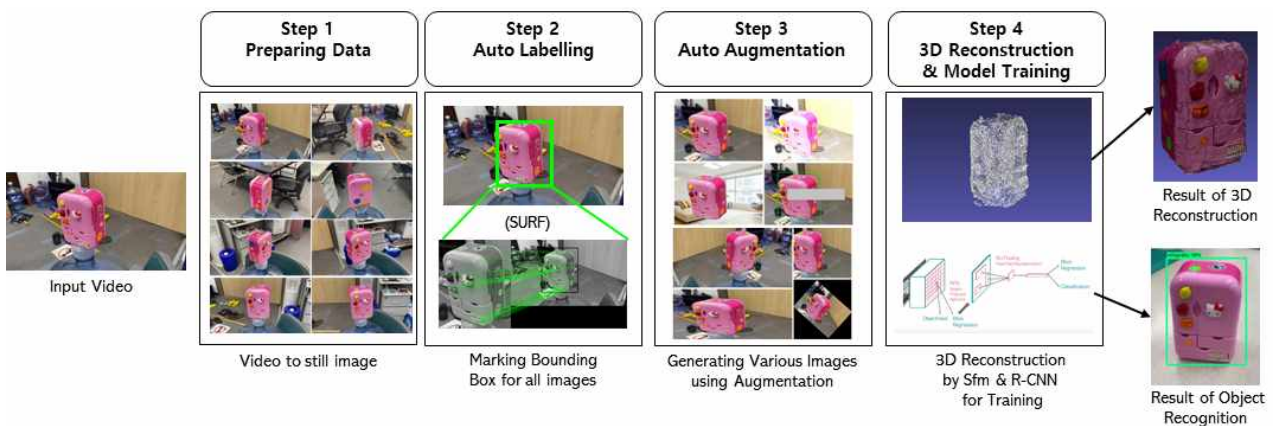 Step 1
Preparing Data
Step 2
Auto Labelling
Step 3
Auto Augmentation
Step 4
3D Reconstruction
& Model Training
Input Video
(SURF)
Video to still image
Marking Bounding
Box for all images
Generating Various Images
using Augmentation
3D Reconstruction
by Sfm & R-CNN
for Training
Result of 3D
Reconstruction
Result of Object
Recognition